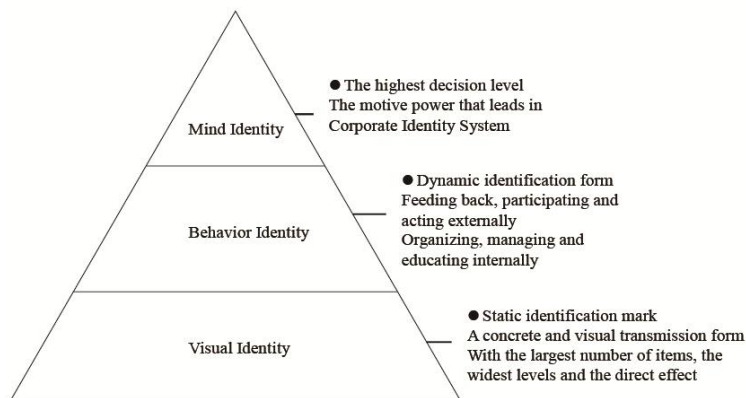 ● The highest decision level
The motive power that leads in
Corporate Identity System
Mind Identity
● Dynamic identification form
Feeding back, participating and
acting externally
Organizing, managing and
educating internally
Behavior Identity
● Static identification mark
A concrete and visual transmission form
With the largest number of items, the
widest levels and the direct effect
Visual Identity